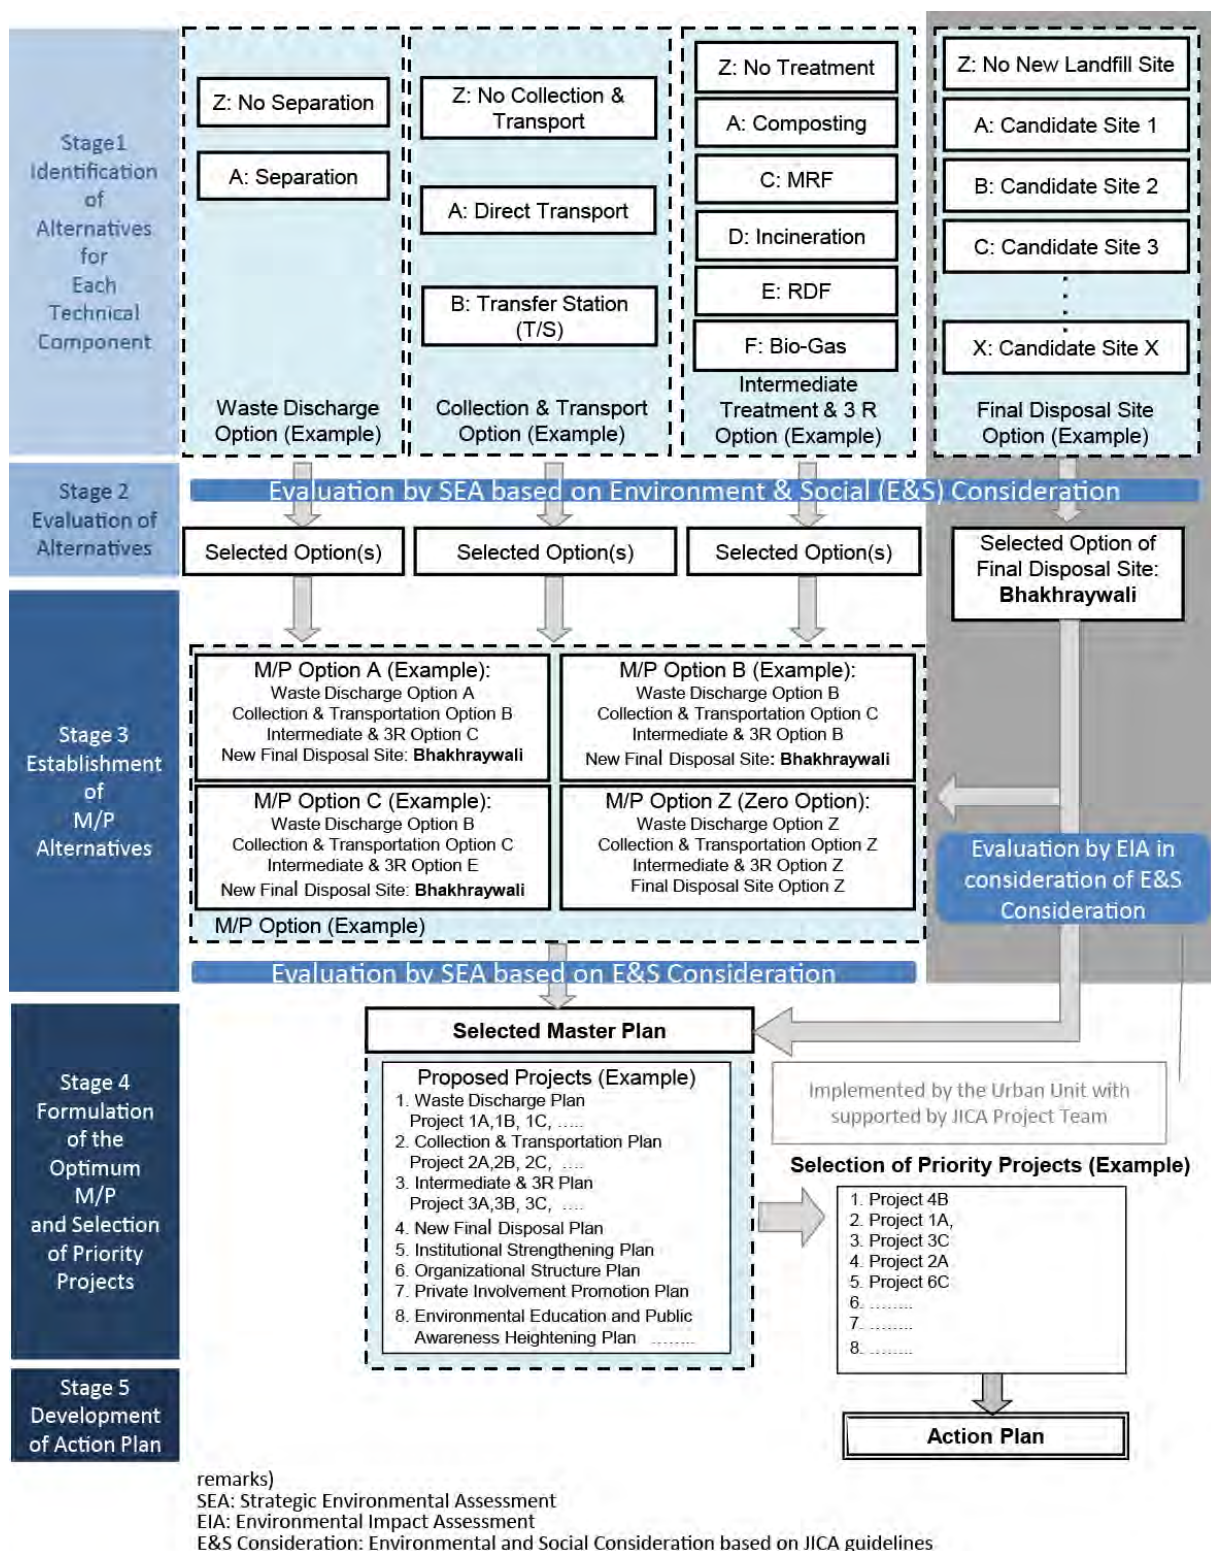 Stage1
Identification
of
Alternatives
for
Each
Technical
Component
Z: No Separation
A: Separation
Waste Discharge
Option (Example)
Z: No Collection &
Transport
A: Direct Transport
B: Transfer Station
(T/S)
Collection & Transport
Option (Example)
Z: No Treatment
A: Composting
C: MRF
D: Incineration
E: RDF
F: Bio-Gas
Intermediate
Treatment & 3 R
Option (Example)
Z: No New Landfill Site
A: Candidate Site 1
B: Candidate Site 2
C: Candidate Site 3
X: Candidate Site X
Final Disposal Site
Option (Example)
Stage 2
Evaluation of
Alternatives
Evaluation by SEA based on Environment & Social (E&S) Consideration
Selected Option(s)
Selected Option(s)
Selected Option(s)
Selected Option of
Final Disposal Site:
Bhakhraywali
Stage 3
Establishment
of
M/P
Alternatives
M/P Option A (Example):
Waste Discharge Option A
Collection & Transportation Option B
Intermediate & 3R Option C
New Final Disposal Site: Bhakhraywali
M/P Option B (Example):
Waste Discharge Option B
Collection & Transportation Option C
Intermediate & 3R Option B
New Final Disposal Site: Bhakhraywali
M/P Option C (Example):
Waste Discharge Option B
Collection & Transportation Option C
Intermediate & 3R Option E
New Final Disposal Site: Bhakhraywali
M/P Option Z (Zero Option):
Waste Discharge Option Z
Collection & Transportation Option Z
Intermediate & 3R Option Z
Final Disposal Site Option Z
M/P Option (Example)
Evaluation by EIA in
consideration of E&S
Consideration
Evaluation by SEA based on E&S Consideration
Stage 4
Formulation
of the
Optimum
M/P
and Selection
of Priority
Projects
Selected Master Plan
Proposed Projects (Example)
1. Waste Discharge Plan
Project 1A,1B, 1C, .....
2. Collection & Transportation Plan
Project 2A,2B, 2C, ....
3. Intermediate & 3R Plan
Project 3A,3B, 3C, ....
4. New Final Disposal Plan
5. Institutional Strengthening Plan
6. Organizational Structure Plan
7. Private Involvement Promotion Plan
8. Environmental Education and Public
Awareness Heightening Plan ........
Implemented by the Urban Unit with
supported by JICA Project Team
Selection of Priority Projects (Example)
1. Project 4B
2. Project 1A,
3. Project 3C
4. Project 2A
5. Project 6C
6. ........
7. ........
8. ........
Stage 5
Development
of Action Plan
Action Plan
remarks)
SEA: Strategic Environmental Assessment
EIA: Environmental Impact Assessment
E&S Consideration: Environmental and Social Consideration based on JICA guidelines